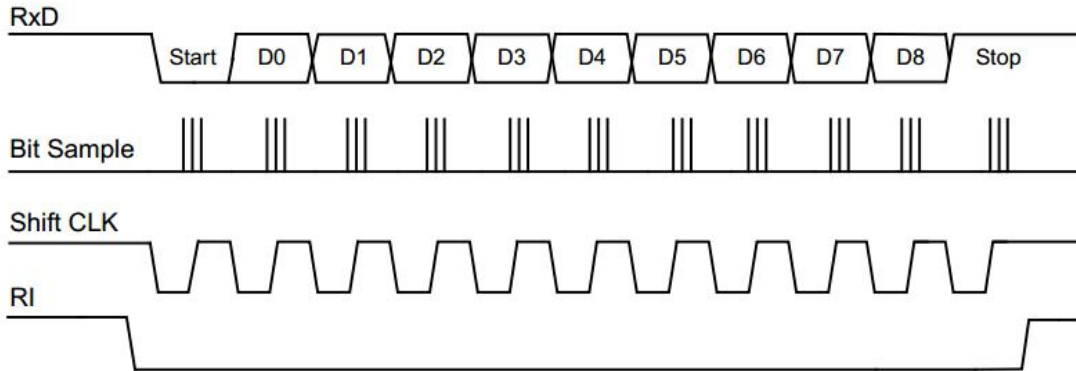 RxD
Start D0 D1 D2 D3 D4 D5 D6 D7 D8 Stop
Bit Sample
Shift CLK
RI